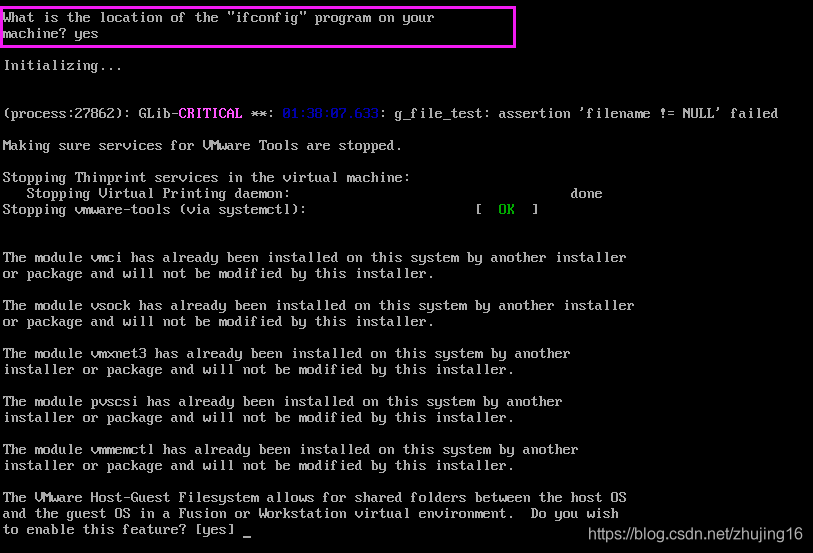 What is the location of the "ifconfig" program on your
machine? yes
Initializing...
(process:27862): GLib-CRITICAL **: 01:38:07.633: g_file_test: assertion 'filename != NULL' failed
Making sure services for VMware Tools are stopped.
Stopping Thinprint services in the virtual machine:
Stopping Virtual Printing daemon: done
Stopping vmware-tools (via systemctl): [ OK ]
The module vmci has already been installed on this system by another installer
or package and will not be modified by this installer.
The module vsock has already been installed on this system by another installer
or package and will not be modified by this installer.
The module vmxnet3 has already been installed on this system by another
installer or package and will not be modified by this installer.
The module pvscsi has already been installed on this system by another
installer or package and will not be modified by this installer.
The module vmmemctl has already been installed on this system by another
installer or package and will not be modified by this installer.
The VMware Host-Guest Filesystem allows for shared folders between the host OS
and the guest OS in a Fusion or Workstation virtual environment.  Do you wish
to enable this feature? [yes] _
https://blog.csdn.net/zhujing16